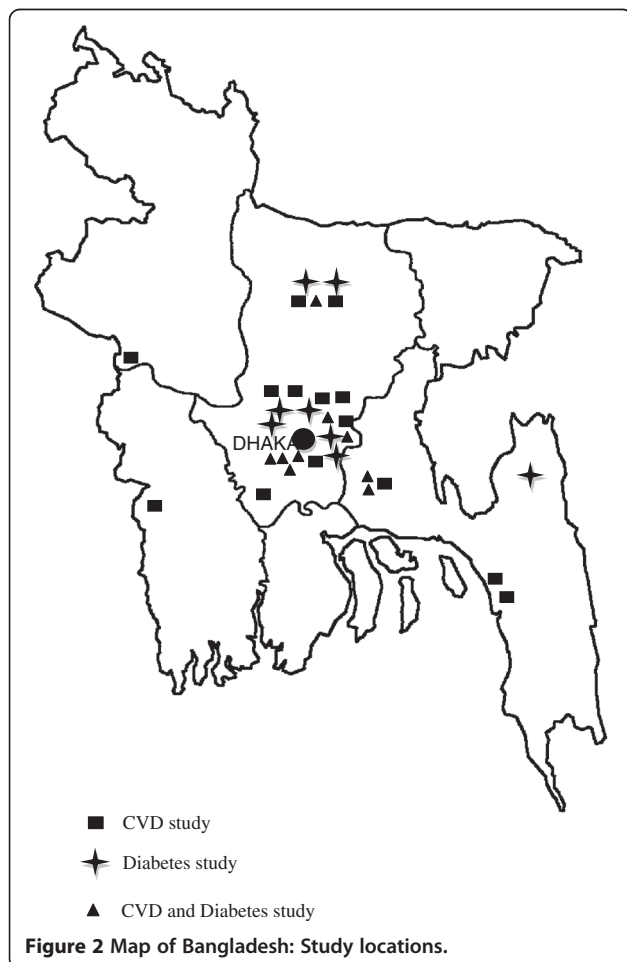 DHAKA
CVD study
Diabetes study
CVD and Diabetes study
Figure 2 Map of Bangladesh: Study locations.